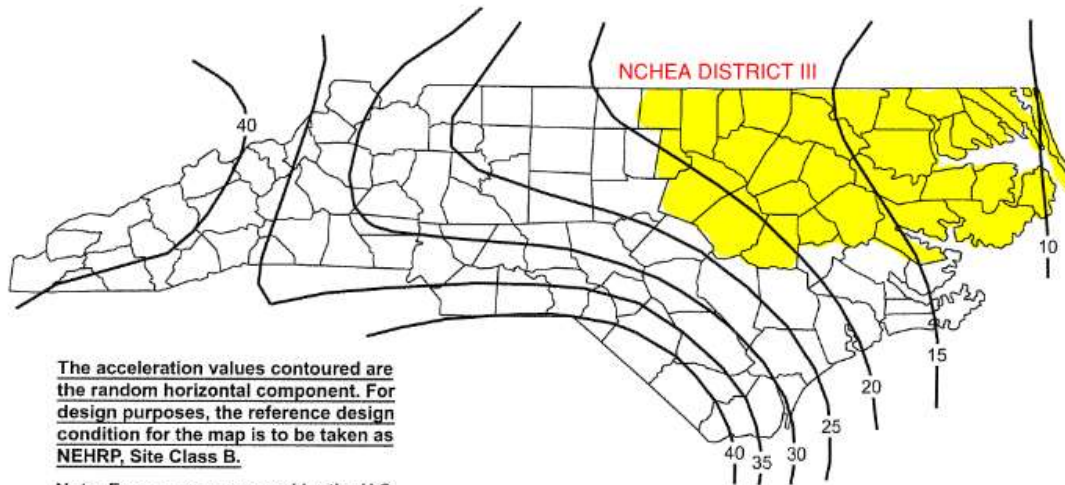 NCHEA DISTRICT III
40
10
15
20
25
30
35
40
The acceleration values contoured are
the random horizontal component. For
design purposes, the reference design
condition for the map is to be taken as
NEHRP, Site Class B.